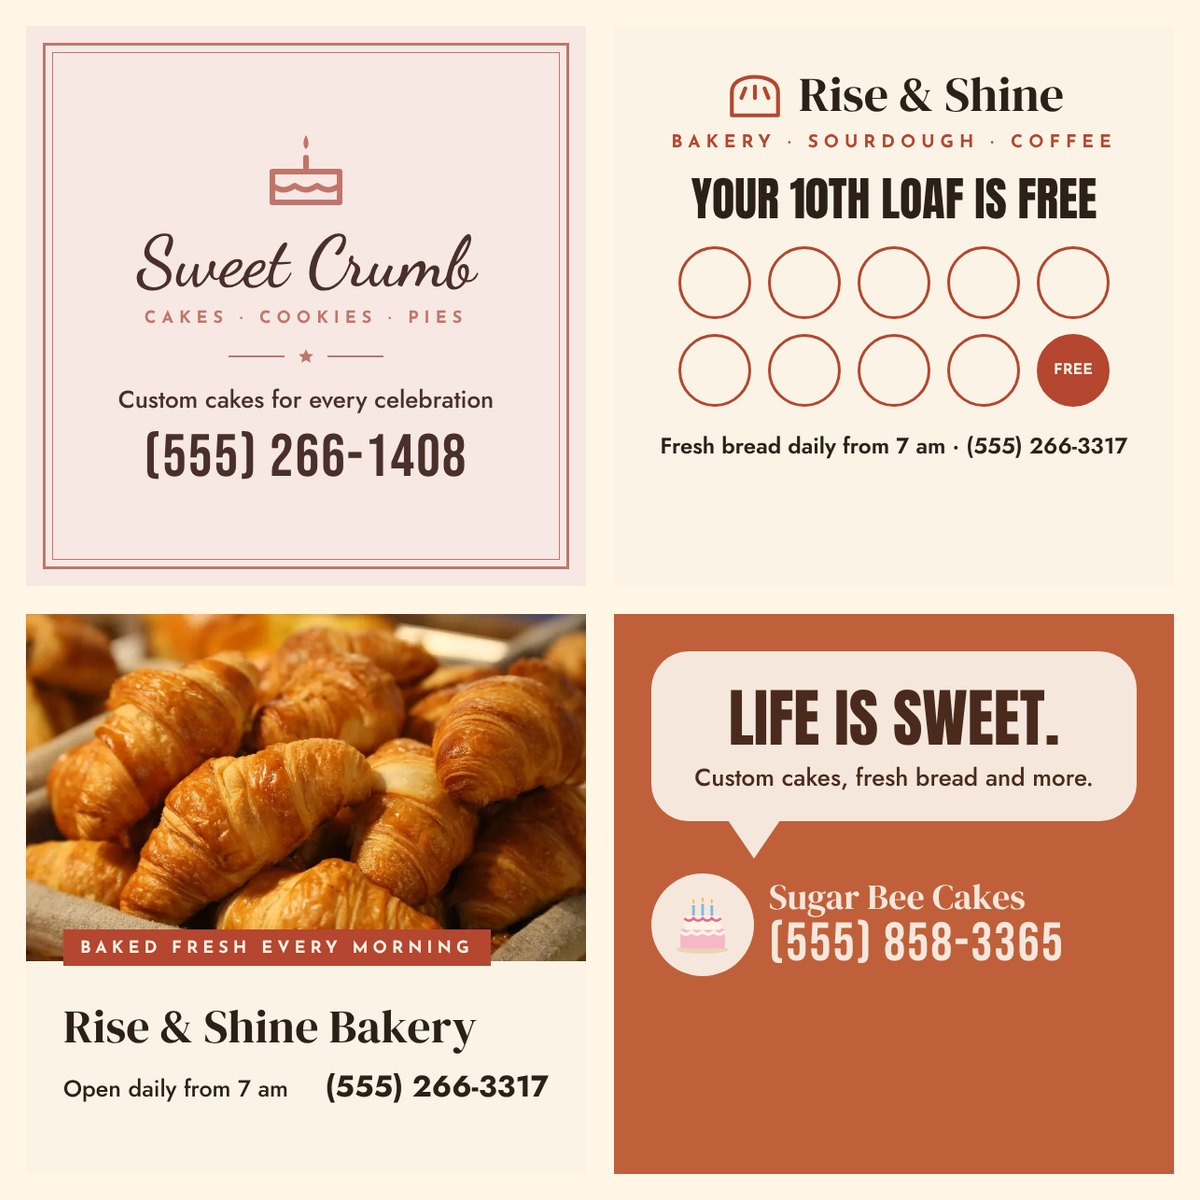 Sweet Crumb
CAKES · COOKIES · PIES
Custom cakes for every celebration
(555) 266-1408
Rise & Shine
BAKERY · SOURDOUGH · COFFEE
YOUR 10TH LOAF IS FREE
FREE
Fresh bread daily from 7 am · (555) 266-3317
BAKED FRESH EVERY MORNING
Rise & Shine Bakery
Open daily from 7 am (555) 266-3317
LIFE IS SWEET.
Custom cakes, fresh bread and more.
Sugar Bee Cakes
(555) 858-3365